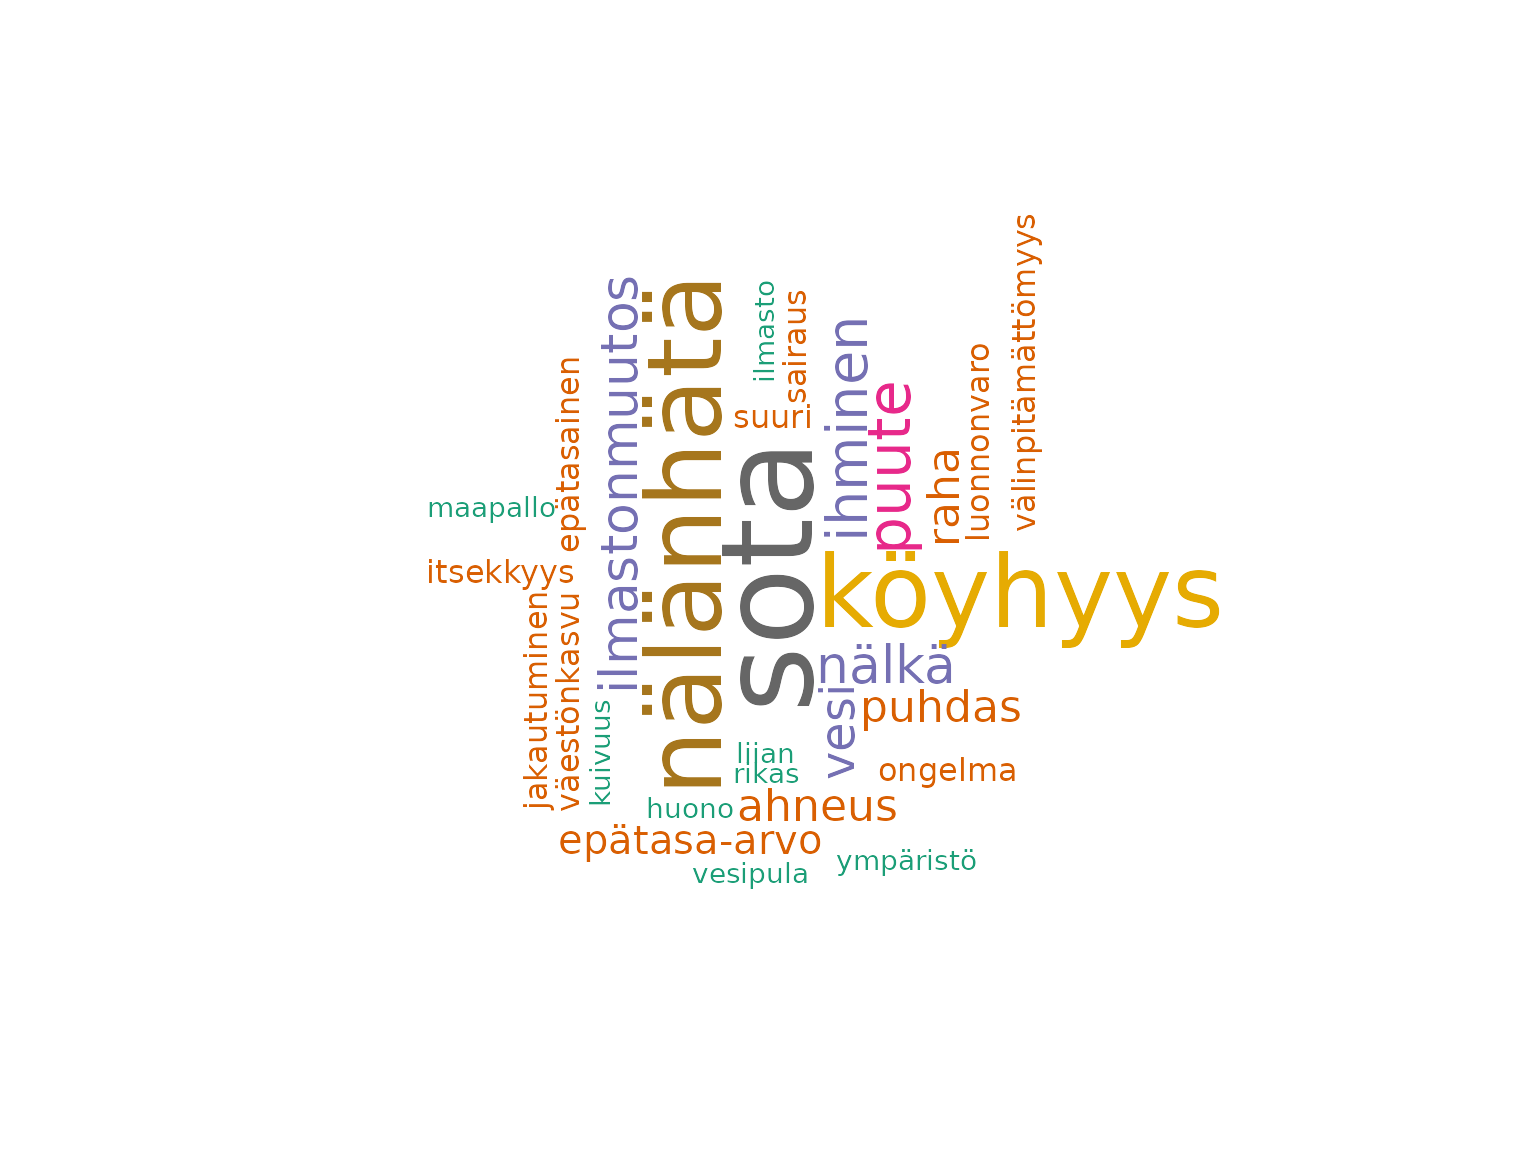 välinpitämättömyys
ilmastonmuutos
nälänhätä
ilmasto
sairaus
ihminen
luonnonvaro
epätasainen
puute
suuri
sota
raha
maapallo
itsekkyys
köyhyys
jakautuminen
väestönkasvu
nälkä
vesi
puhdas
kuivuus
liian
rikas
ongelma
huono
ahneus
epätasa-arvo
ympäristö
vesipula